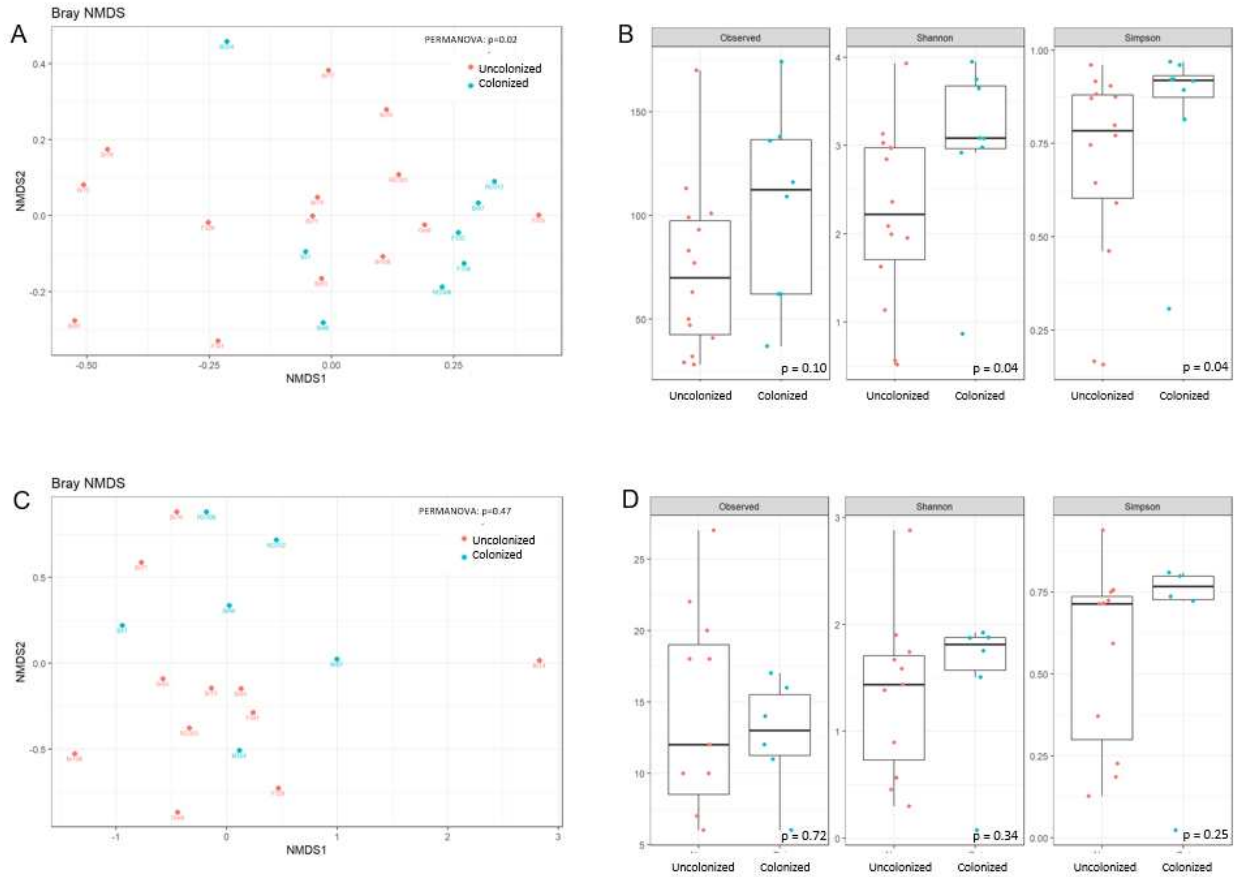 A
Bray NMDS
PERMANOVA: p=0.02
Uncolonized
Colonized
NMDS2
0.4
0.2
0.0
-0.2
-0.50
-0.25
0.00
0.25
NMDS1
B
Observed
Shannon
Simpson
150
100
50
4
3
2
1
1.00
0.75
0.50
0.25
p = 0.10
p = 0.04
p = 0.04
Uncolonized
Colonized
Uncolonized
Colonized
Uncolonized
Colonized
C
Bray NMDS
PERMANOVA: p=0.47
Uncolonized
Colonized
NMDS2
0.5
0.0
-0.5
-1
0
1
2
3
NMDS1
D
Observed
Shannon
Simpson
25
20
15
10
5
3
2
1
0
0.75
0.50
0.25
0.00
p = 0.72
p = 0.34
p = 0.25
Uncolonized
Colonized
Uncolonized
Colonized
Uncolonized
Colonized